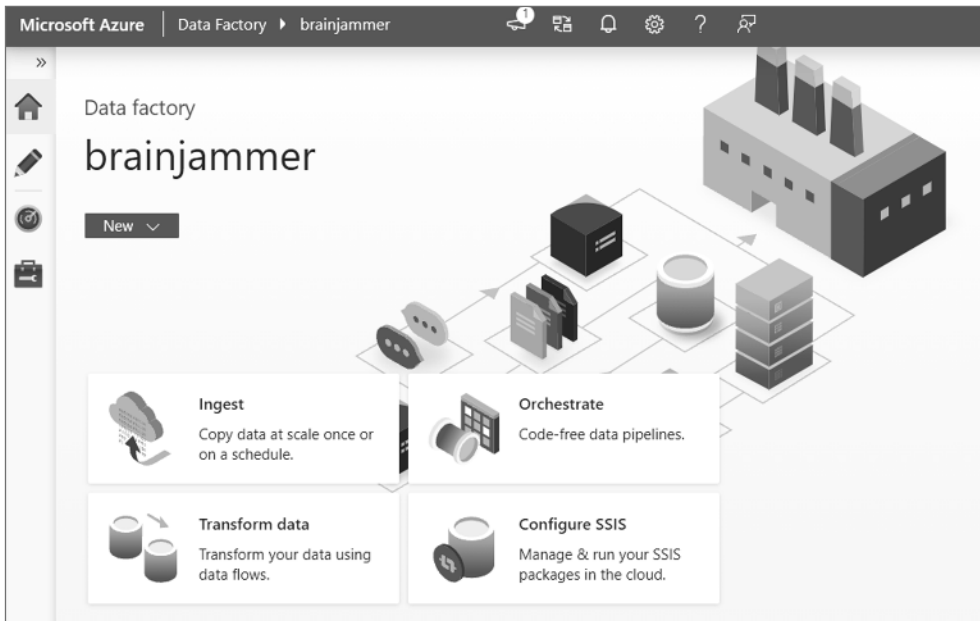 Microsoft Azure
Data Factory
brainjammer
1
Data factory
brainjammer
New
Ingest
Copy data at scale once or
on a schedule.
Orchestrate
Code-free data pipelines.
Transform data
Transform your data using
data flows.
Configure SSIS
Manage & run your SSIS
packages in the cloud.